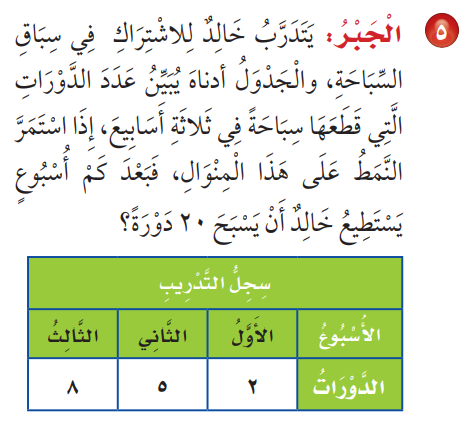 ٥ الْجَبْرُ: يَتَدَرَّبُ خَالِدٌ لِلاشْتِرَاكِ فِي سِبَاقِ
السِّبَاحَةِ، والْجَدْوَلُ أدناهَ يُبَيِّنُ عَدَدَ الدَّوْرَاتِ
الَّتِي قَطَعَهَا سِبَاحَةً فِي ثَلاثَةِ أَسَابِيعَ، إِذَا اسْتَمَرَّ
النَّمَطُ عَلَى هَذَا الْمِنْوَالِ، فَبَعْدَ كَمْ أُسْبُوعٍ
يَسْتَطِيعُ خَالِدٌ أَنْ يَسْبَحَ ٢٠ دَوْرَةً؟
سِجِلُّ التَّدْرِيبِ
الأُسْبُوعُ الأَوَّلُ الثَّانِي الثَّالِثُ
الدَّوْرَاتُ ٢ ٥ ٨